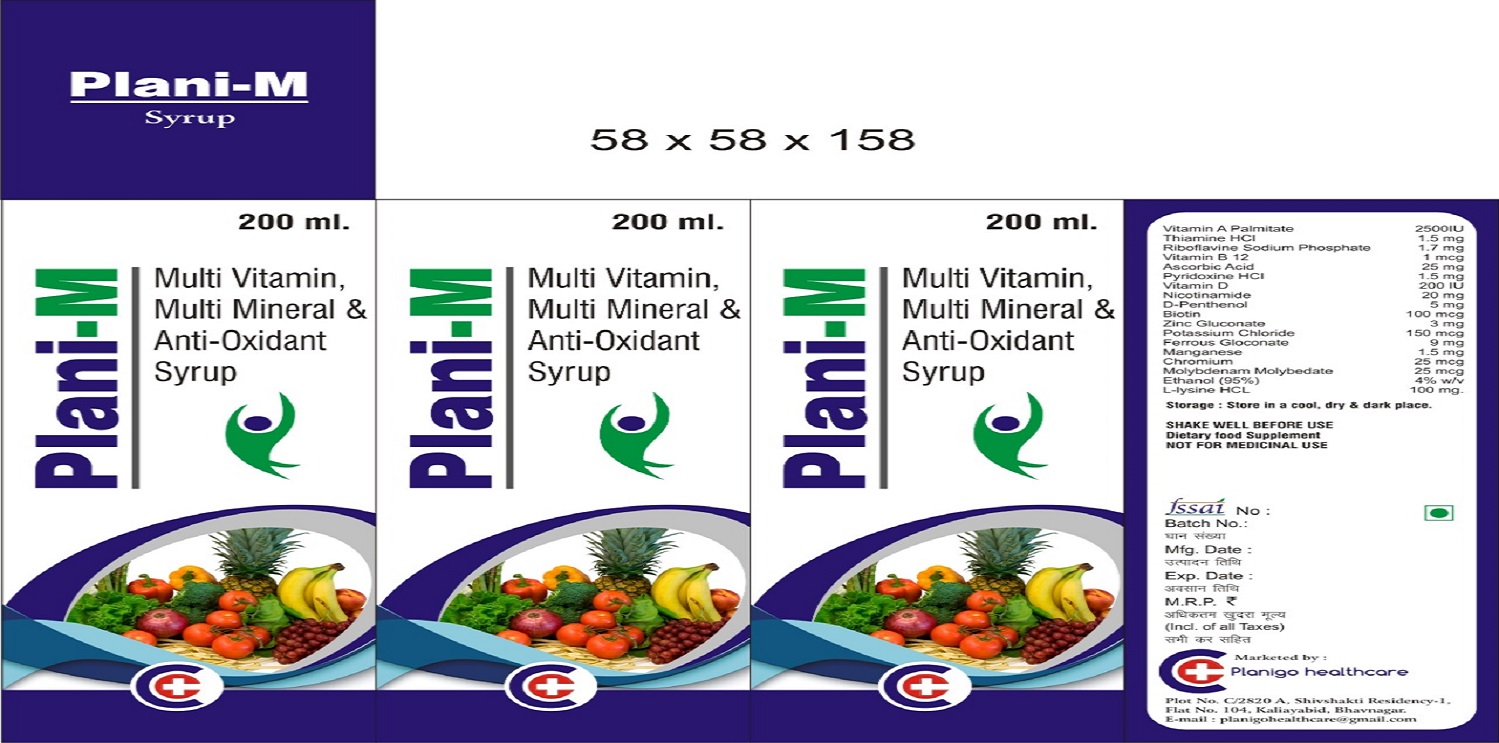 Plani-M
Syrup
58 x 58 x 158
200 ml.
Plani-M
Multi Vitamin,
Multi Mineral &
Anti-Oxidant
Syrup
200 ml.
Plani-M
Multi Vitamin,
Multi Mineral &
Anti-Oxidant
Syrup
200 ml.
Plani-M
Multi Vitamin,
Multi Mineral &
Anti-Oxidant
Syrup
Vitamin A Palmitate 2500IU
Thiamine HCl 1.5 mg
Riboflavine Sodium Phosphate 1.7 mg
Vitamin B 12 1 mcg
Ascorbic Acid 25 mg
Pyridoxine HCl 1.5 mg
Vitamin D 200 IU
Nicotinamide 20 mg
D-Penthenol 5 mg
Biotin 100 mcg
Zinc Gluconate 3 mg
Potassium Chloride 150 mcg
Ferrous Gloconate 9 mg
Manganese 1.5 mg
Chromium 25 mcg
Molybdenam Molybedate 25 mcg
Ethanol (95%) 4% w/v
L-lysine HCL 100 mg.
Storage : Store in a cool, dry & dark place.
SHAKE WELL BEFORE USE
Dietary food Supplement
NOT FOR MEDICINAL USE
fssai No :
Batch No.:
घान संख्या
Mfg. Date :
उत्पादन तिथि
Exp. Date :
अवसान तिथि
M.R.P. ₹
अधिकतम खुदरा मूल्य
(Incl. of all Taxes)
सभी कर सहित
Marketed by :
Planigo healthcare
Plot No. C/2820 A, Shivshakti Residency-1,
Flat No. 104, Kaliayabid, Bhavnagar.
E-mail : planigohealthcare@gmail.com